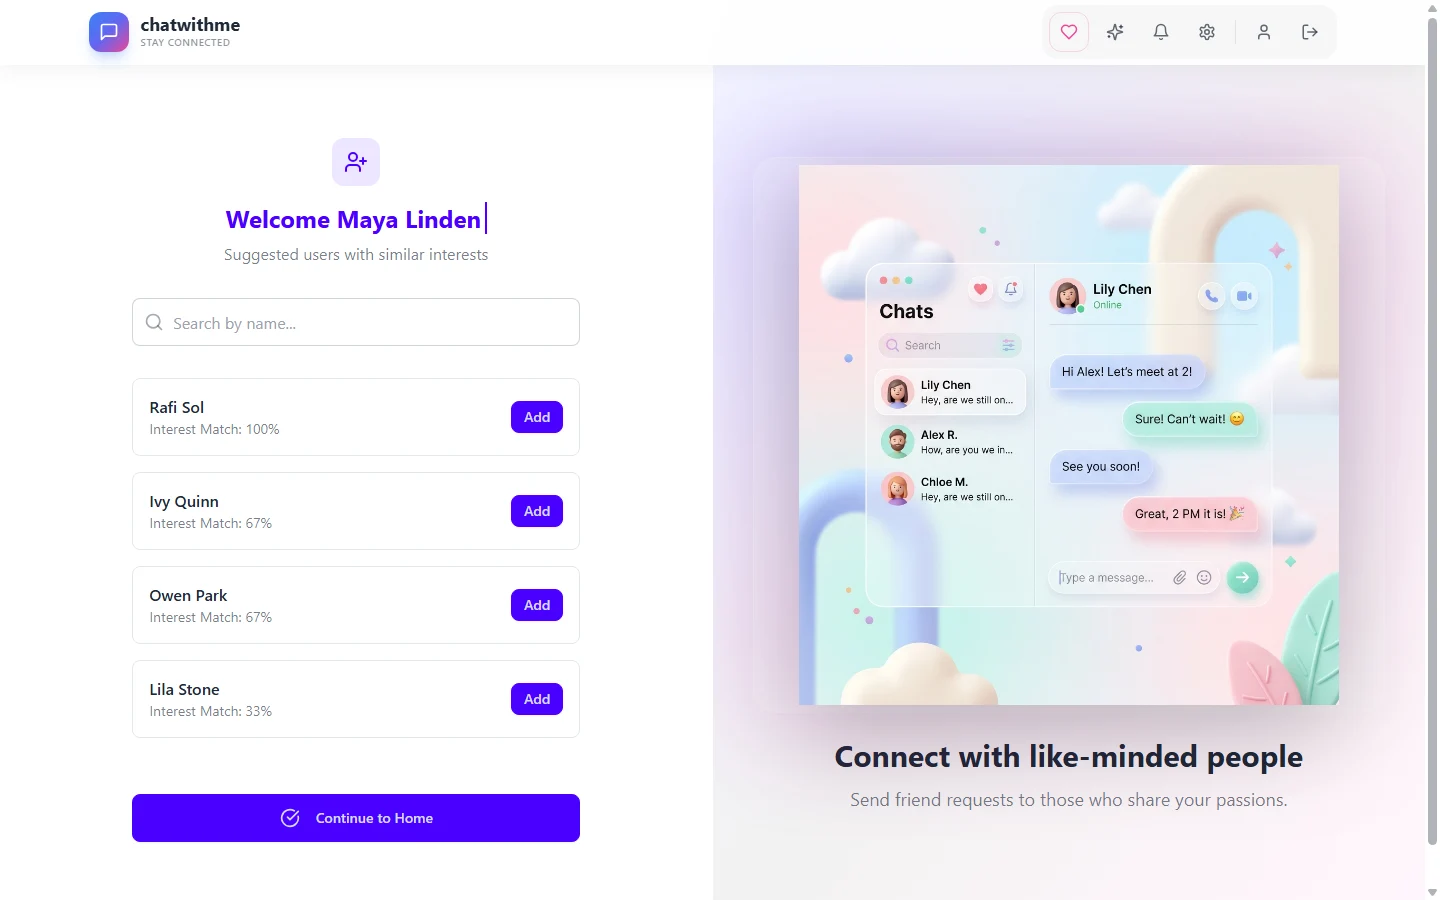 chatwithme
STAY CONNECTED
Welcome Maya Linden
Suggested users with similar interests
Search by name...
Rafi Sol
Interest Match: 100%
Add
Ivy Quinn
Interest Match: 67%
Add
Owen Park
Interest Match: 67%
Add
Lila Stone
Interest Match: 33%
Add
Continue to Home
Chats
Search
Lily Chen
Hey, are we still on...
Alex R.
How, are you we in...
Chloe M.
Hey, are we still on...
Lily Chen
Online
Hi Alex! Let's meet at 2!
Sure! Can't wait! 😊
See you soon!
Great, 2 PM it is! 🎉
Type a message...
Connect with like-minded people
Send friend requests to those who share your passions.